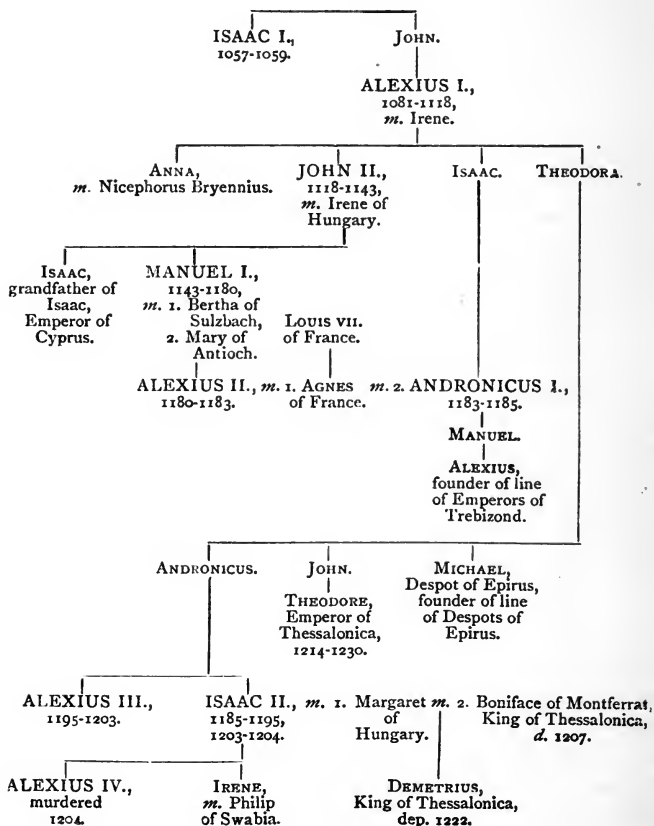 ISAAC I., JOHN.
1057-1059.
ALEXIUS I.,
1081-1118,
m. Irene.
ANNA, JOHN II., ISAAC. THEODORA.
m. Nicephorus Bryennius. 1118-1143,
m. Irene of
Hungary.
ISAAC, MANUEL I.,
grandfather of 1143-1180,
Isaac, m. 1. Bertha of
Emperor of Sulzbach, LOUIS VII.
Cyprus. 2. Mary of of France.
Antioch.
ALEXIUS II., m. 1. AGNES m. 2. ANDRONICUS I.,
1180-1183. of France. 1183-1185.
MANUEL.
ALEXIUS,
founder of line
of Emperors of
Trebizond.
ANDRONICUS. JOHN. MICHAEL,
Despot of Epirus,
THEODORE, founder of line
Emperor of of Despots of
Thessalonica, Epirus.
1214-1230.
ALEXIUS III., ISAAC II., m. 1. Margaret m. 2. Boniface of Montferrat,
1195-1203. 1185-1195, of King of Thessalonica,
1203-1204. Hungary. d. 1207.
ALEXIUS IV., IRENE, DEMETRIUS,
murdered m. Philip King of Thessalonica,
1204. of Swabia. dep. 1222.